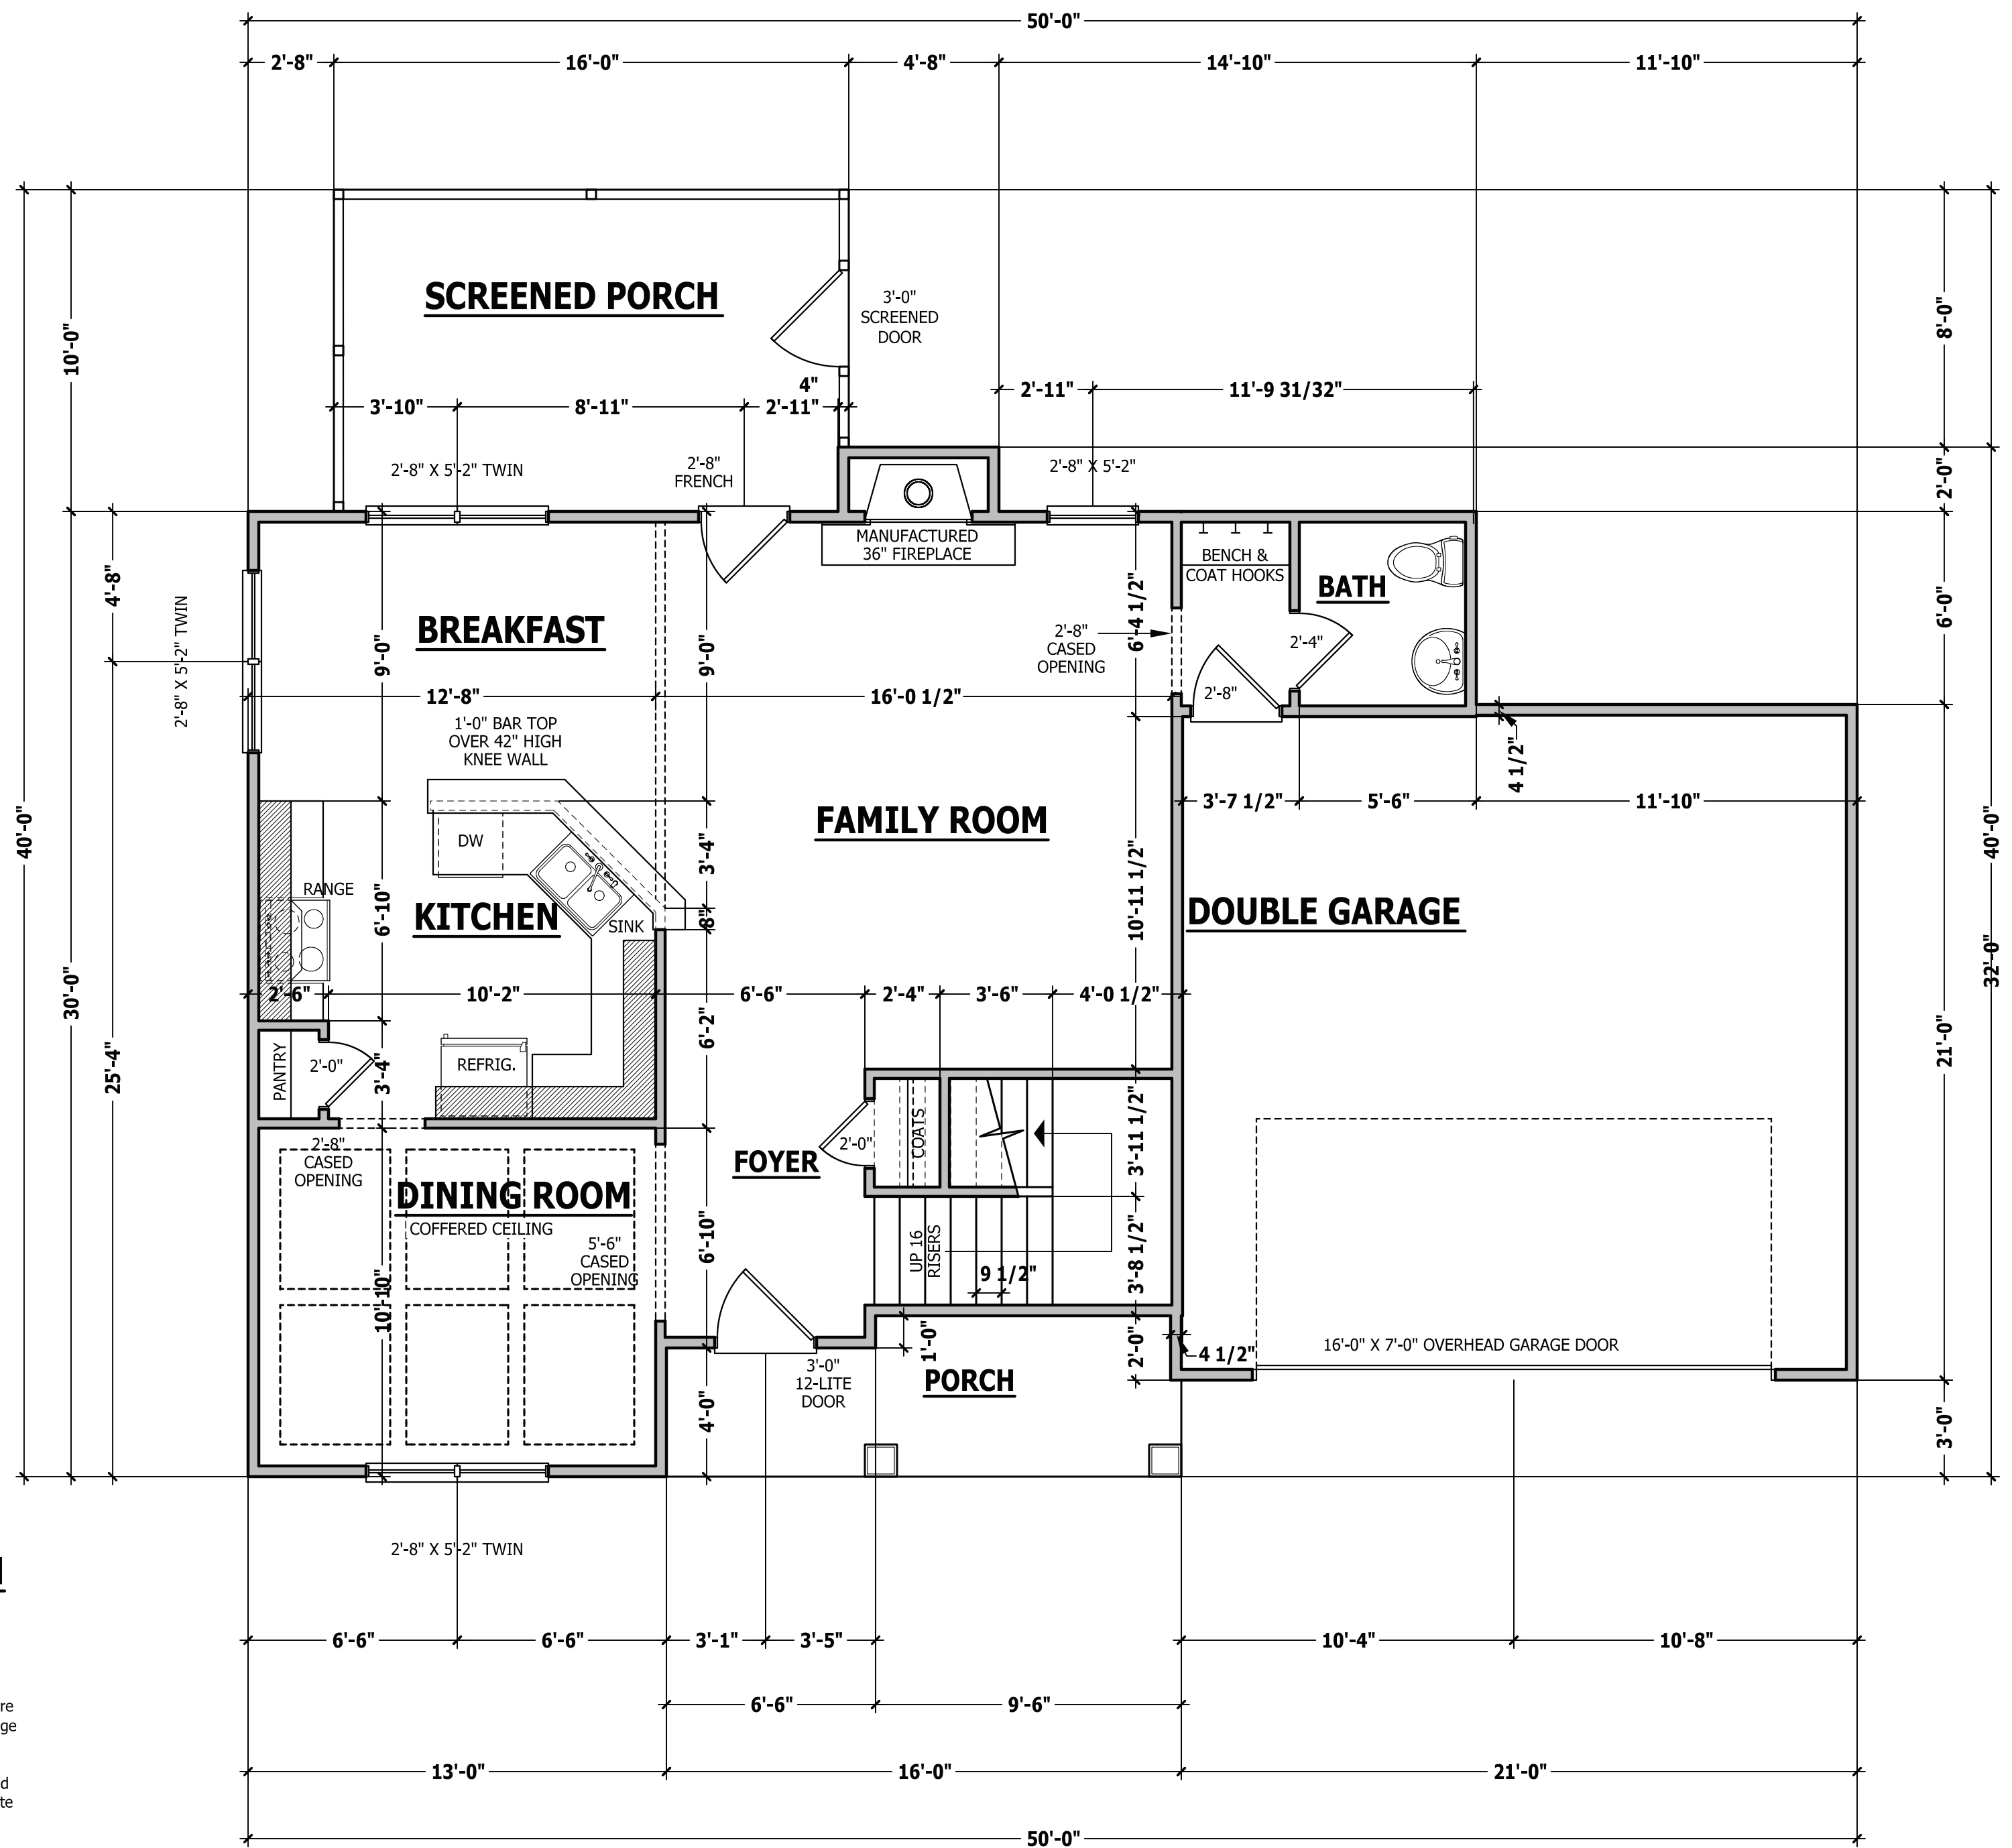 50'-0"
2'-8"
16'-0"
4'-8"
14'-10"
11'-10"
SCREENED PORCH
3'-0"
SCREENED
DOOR
10'-0"
8'-0"
4"
3'-10"
8'-11"
2'-11"
2'-11"
11'-9 31/32"
2'-8" X 5'-2" TWIN
2'-8"
FRENCH
2'-8" X 5'-2"
2'-0"
MANUFACTURED
36" FIREPLACE
BENCH &
COAT HOOKS
BATH
4'-8"
2'-8" X 5'-2" TWIN
BREAKFAST
9'-0"
9'-0"
2'-8"
CASED
OPENING
6'-4 1/2"
2'-4"
6'-0"
12'-8"
16'-0 1/2"
2'-8"
1'-0" BAR TOP
OVER 42" HIGH
KNEE WALL
4 1/2"
3'-7 1/2"
5'-6"
11'-10"
40'-0"
DW
FAMILY ROOM
3'-4"
10'-11 1/2"
40'-0"
RANGE
KITCHEN
6'-10"
SINK
8"
DOUBLE GARAGE
32'-0"
30'-0"
2'-6"
10'-2"
6'-6"
2'-4"
3'-6"
4'-0 1/2"
6'-2"
21'-0"
25'-4"
PANTRY
2'-0"
3'-4"
REFRIG.
2'-0"
COATS
3'-11 1/2"
2'-8"
CASED
OPENING
FOYER
DINING ROOM
COFFERED CEILING
5'-6"
CASED
OPENING
6'-10"
UP 16
RISERS
9 1/2"
3'-8 1/2"
10'-10"
1'-0"
2'-0"
4 1/2"
16'-0" X 7'-0" OVERHEAD GARAGE DOOR
3'-0"
12-LITE
DOOR
PORCH
4'-0"
3'-0"
2'-8" X 5'-2" TWIN
6'-6"
6'-6"
3'-1"
3'-5"
10'-4"
10'-8"
re
ge
6'-6"
9'-6"
13'-0"
16'-0"
21'-0"
d
te
50'-0"